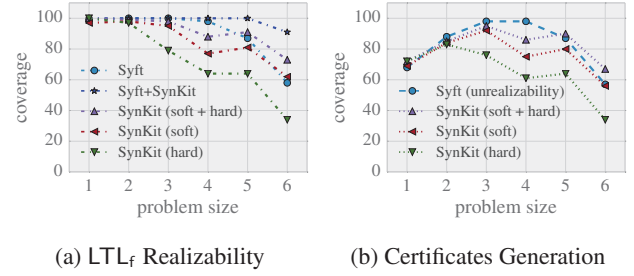 100
80
60
40
20
0
coverage
Syft
Syft+SynKit
SynKit (soft + hard)
SynKit (soft)
SynKit (hard)
1 2 3 4 5 6
problem size
(a) LTLf Realizability
100
80
60
40
20
0
coverage
Syft (unrealizability)
SynKit (soft + hard)
SynKit (soft)
SynKit (hard)
1 2 3 4 5 6
problem size
(b) Certificates Generation